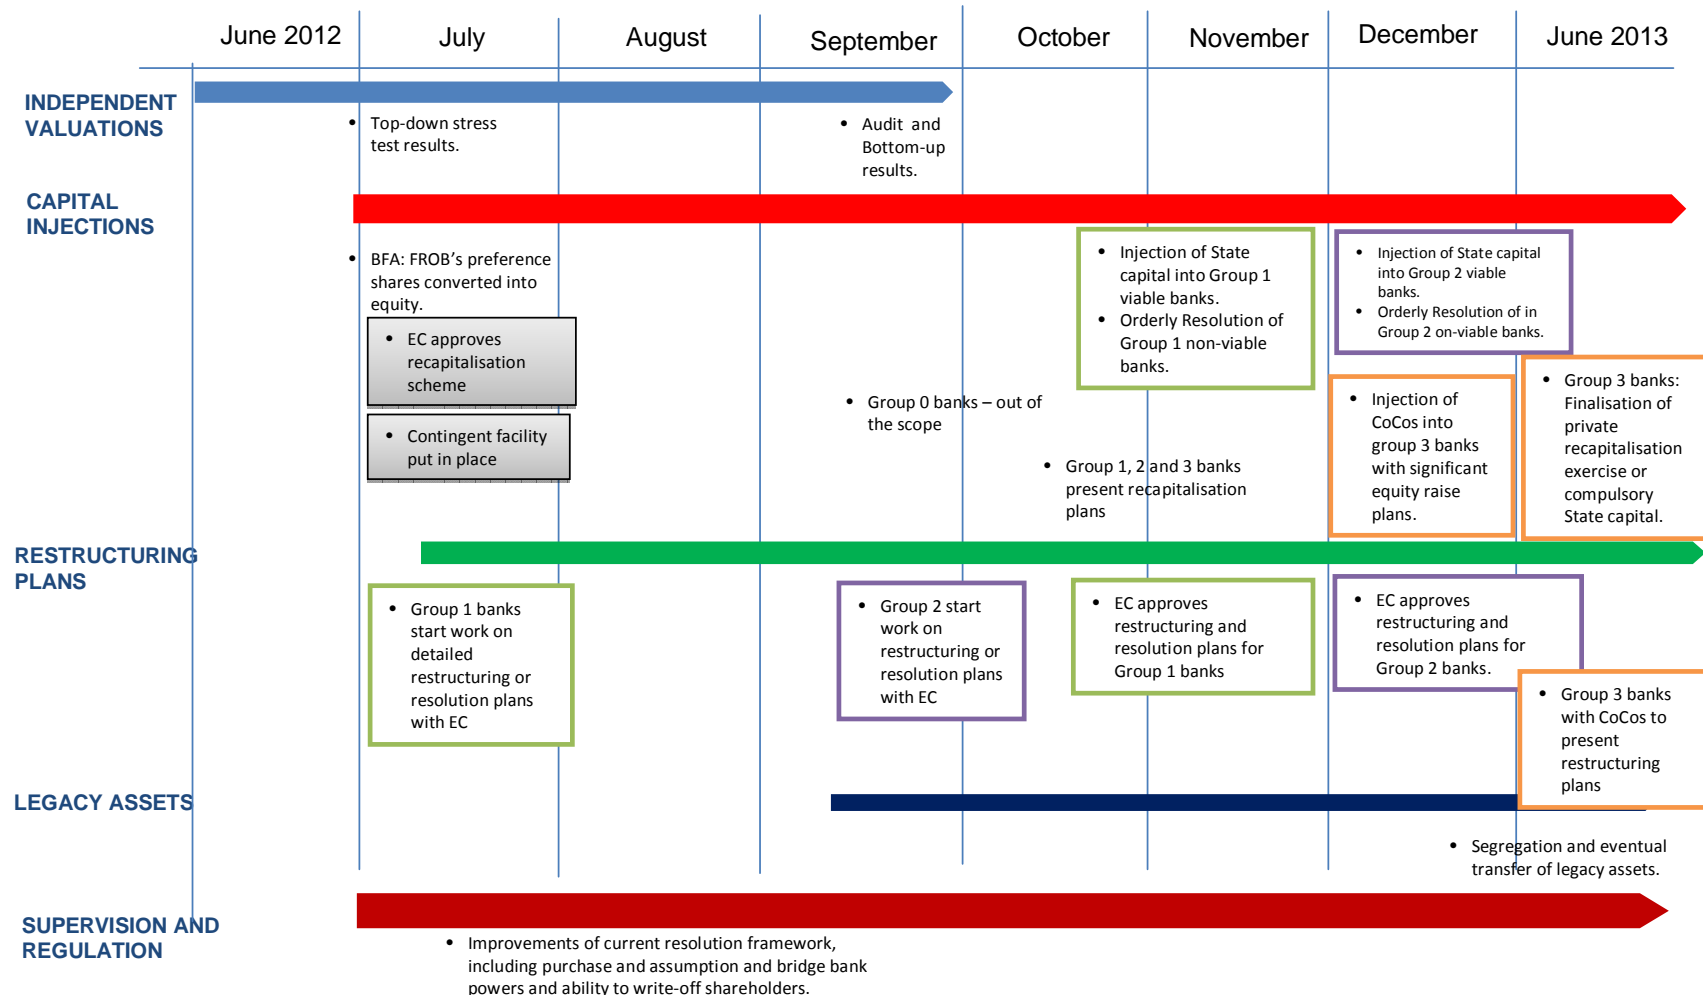 June 2012 July August September October November December June 2013
INDEPENDENT
VALUATIONS
• Top-down stress
test results.
• Audit and
Bottom-up
results.
CAPITAL
INJECTIONS
• BFA: FROB's preference
shares converted into
equity.
• EC approves
recapitalisation
scheme
• Contingent facility
put in place
• Group 0 banks – out of
the scope
• Group 1, 2 and 3 banks
present recapitalisation
plans
• Injection of State
capital into Group 1
viable banks.
• Orderly Resolution of
Group 1 non-viable
banks.
• Injection of State capital
into Group 2 viable
banks.
• Orderly Resolution of in
Group 2 on-viable banks.
• Injection of
CoCos into
group 3 banks
with significant
equity raise
plans.
• Group 3 banks:
Finalisation of
private
recapitalisation
exercise or
compulsory
State capital.
RESTRUCTURING
PLANS
• Group 1 banks
start work on
detailed
restructuring or
resolution plans
with EC
• Group 2 start
work on
restructuring or
resolution plans
with EC
• EC approves
restructuring and
resolution plans for
Group 1 banks
• EC approves
restructuring and
resolution plans for
Group 2 banks.
• Group 3 banks
with CoCos to
present
restructuring
plans
LEGACY ASSETS
• Segregation and eventual
transfer of legacy assets.
SUPERVISION AND
REGULATION
• Improvements of current resolution framework,
including purchase and assumption and bridge bank
powers and ability to write-off shareholders.